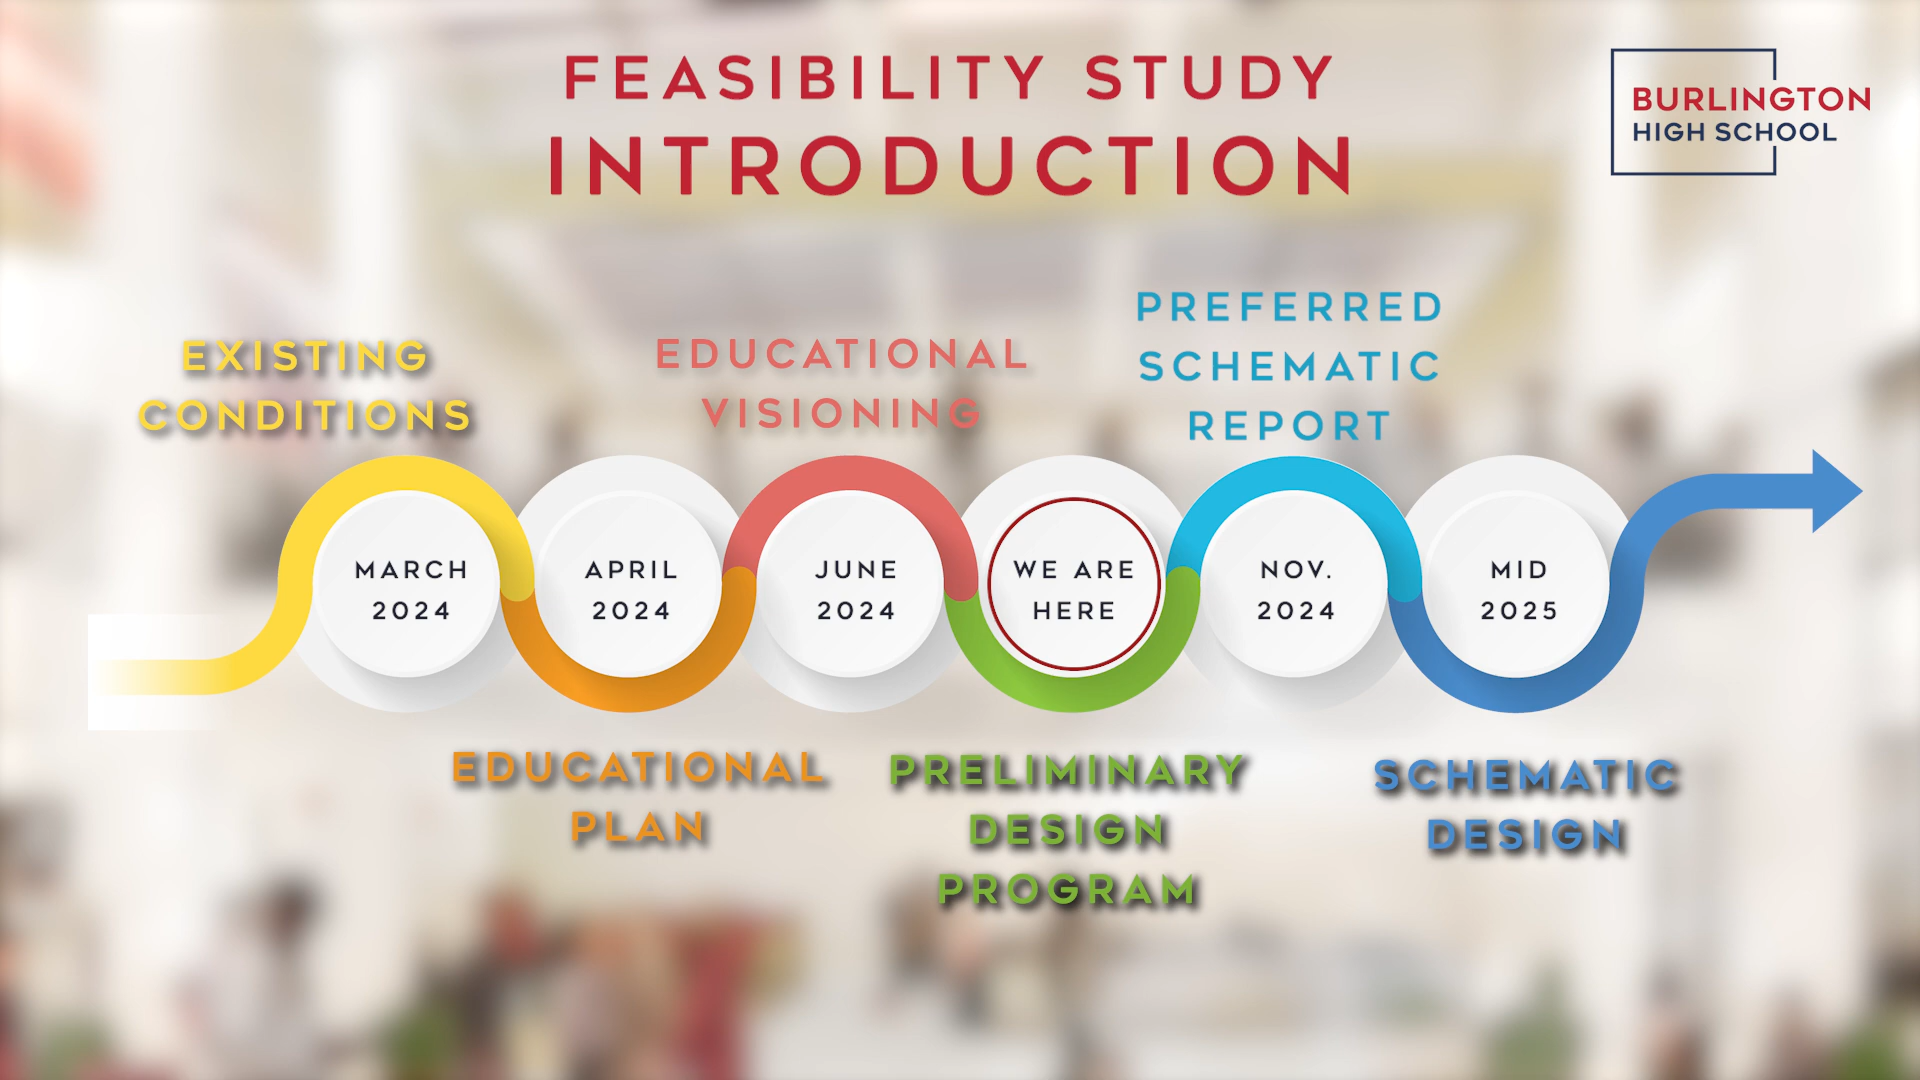 FEASIBILITY STUDY
INTRODUCTION
BURLINGTON
HIGH SCHOOL
EXISTING
CONDITIONS
EDUCATIONAL
VISIONING
PREFERRED
SCHEMATIC
REPORT
MARCH
2024
APRIL
2024
JUNE
2024
WE ARE
HERE
NOV.
2024
MID
2025
EDUCATIONAL
PLAN
PRELIMINARY
DESIGN
PROGRAM
SCHEMATIC
DESIGN